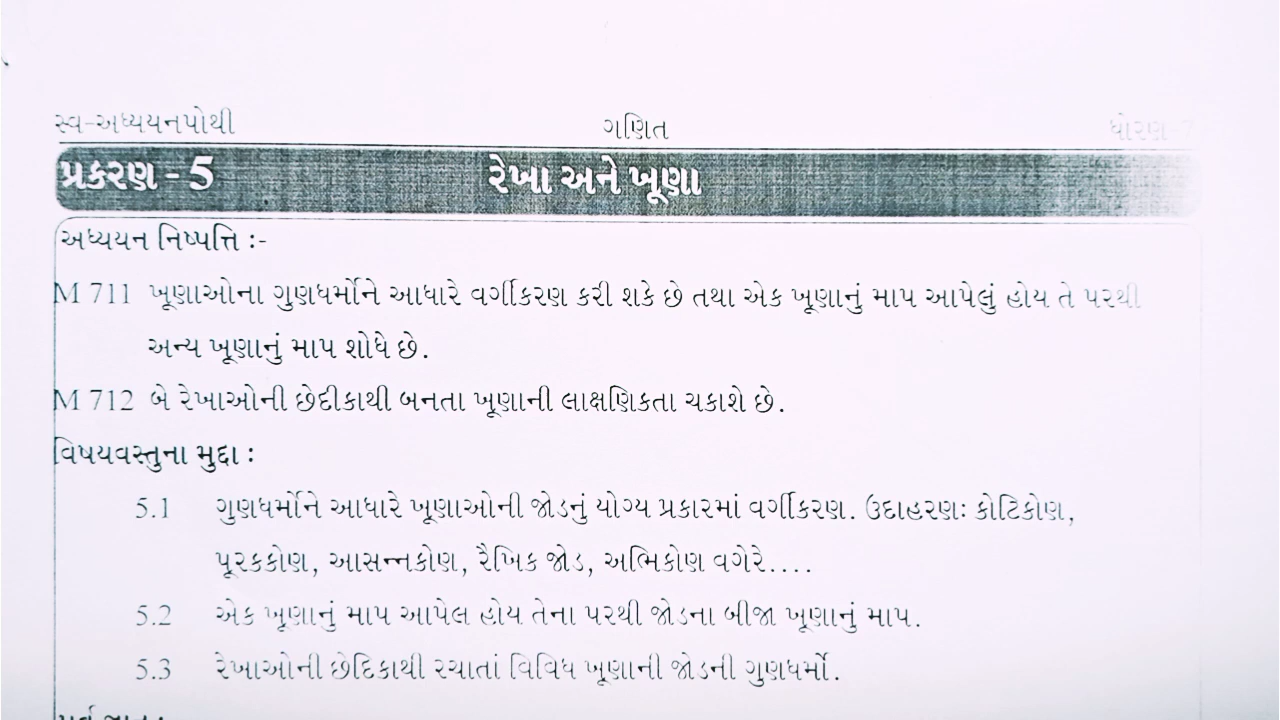 સ્વ-અધ્યયનપોથી ગણિત ધોરણ-7
પ્રકરણ - 5 રેખા અને ખૂણા
અધ્યયન નિષ્પત્તિ :-
M 711 ખૂણાઓના ગુણધર્મોને આધારે વર્ગીકરણ કરી શકે છે તથા એક ખૂણાનું માપ આપેલું હોય તે પરથી
અન્ય ખૂણાનું માપ શોધે છે.
M 712 બે રેખાઓની છેદીકાથી બનતા ખૂણાની લાક્ષણિકતા ચકાશે છે.
વિષયવસ્તુના મુદ્દા :
5.1 ગુણધર્મોને આધારે ખૂણાઓની જોડનું યોગ્ય પ્રકારમાં વર્ગીકરણ. ઉદાહરણઃ કોટિકોણ,
પૂરકકોણ, આસન્નકોણ, રૈખિક જોડ, અભિકોણ વગેરે....
5.2 એક ખૂણાનું માપ આપેલ હોય તેના પરથી જોડના બીજા ખૂણાનું માપ.
5.3 રેખાઓની છેદિકાથી રચાતાં વિવિધ ખૂણાની જોડની ગુણધર્મો.